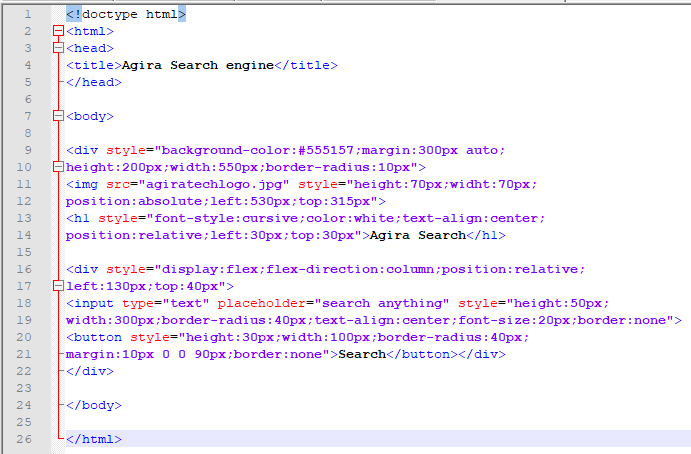 1 <!doctype html>
2 <html>
3 <head>
4 <title>Agira Search engine</title>
5 </head>
6
7 <body>
8
9 <div style="background-color:#555157;margin:300px auto;
10 height:200px;width:550px;border-radius:10px">
11 <img src="agiratechlogo.jpg" style="height:70px;widht:70px;
12 position:absolute;left:530px;top:315px">
13 <h1 style="font-style:cursive;color:white;text-align:center;
14 position:relative;left:30px;top:30px">Agira Search</h1>
15
16 <div style="display:flex;flex-direction:column;position:relative;
17 left:130px;top:40px">
18 <input type="text" placeholder="search anything" style="height:50px;
19 width:300px;border-radius:40px;text-align:center;font-size:20px;border:none">
20 <button style="height:30px;width:100px;border-radius:40px;
21 margin:10px 0 0 90px;border:none">Search</button></div>
22 </div>
23
24 </body>
25
26 </html>